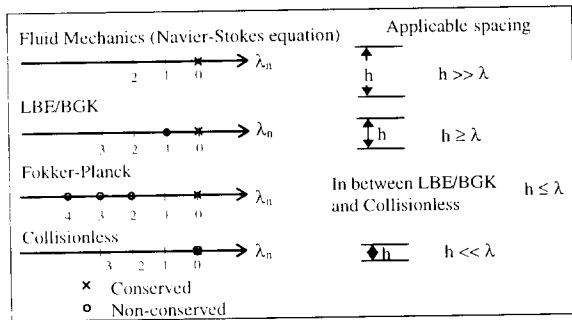 Fluid Mechanics (Navier-Stokes equation)
Applicable spacing
λn
2 1 0
h
h >> λ
LBE/BGK
λn
3 2 1 0
h
h ≥ λ
Fokker-Planck
λn
4 3 2 1 0
In between LBE/BGK
and Collisionless
h ≤ λ
Collisionless
λn
3 2 1 0
h
h << λ
× Conserved
o Non-conserved